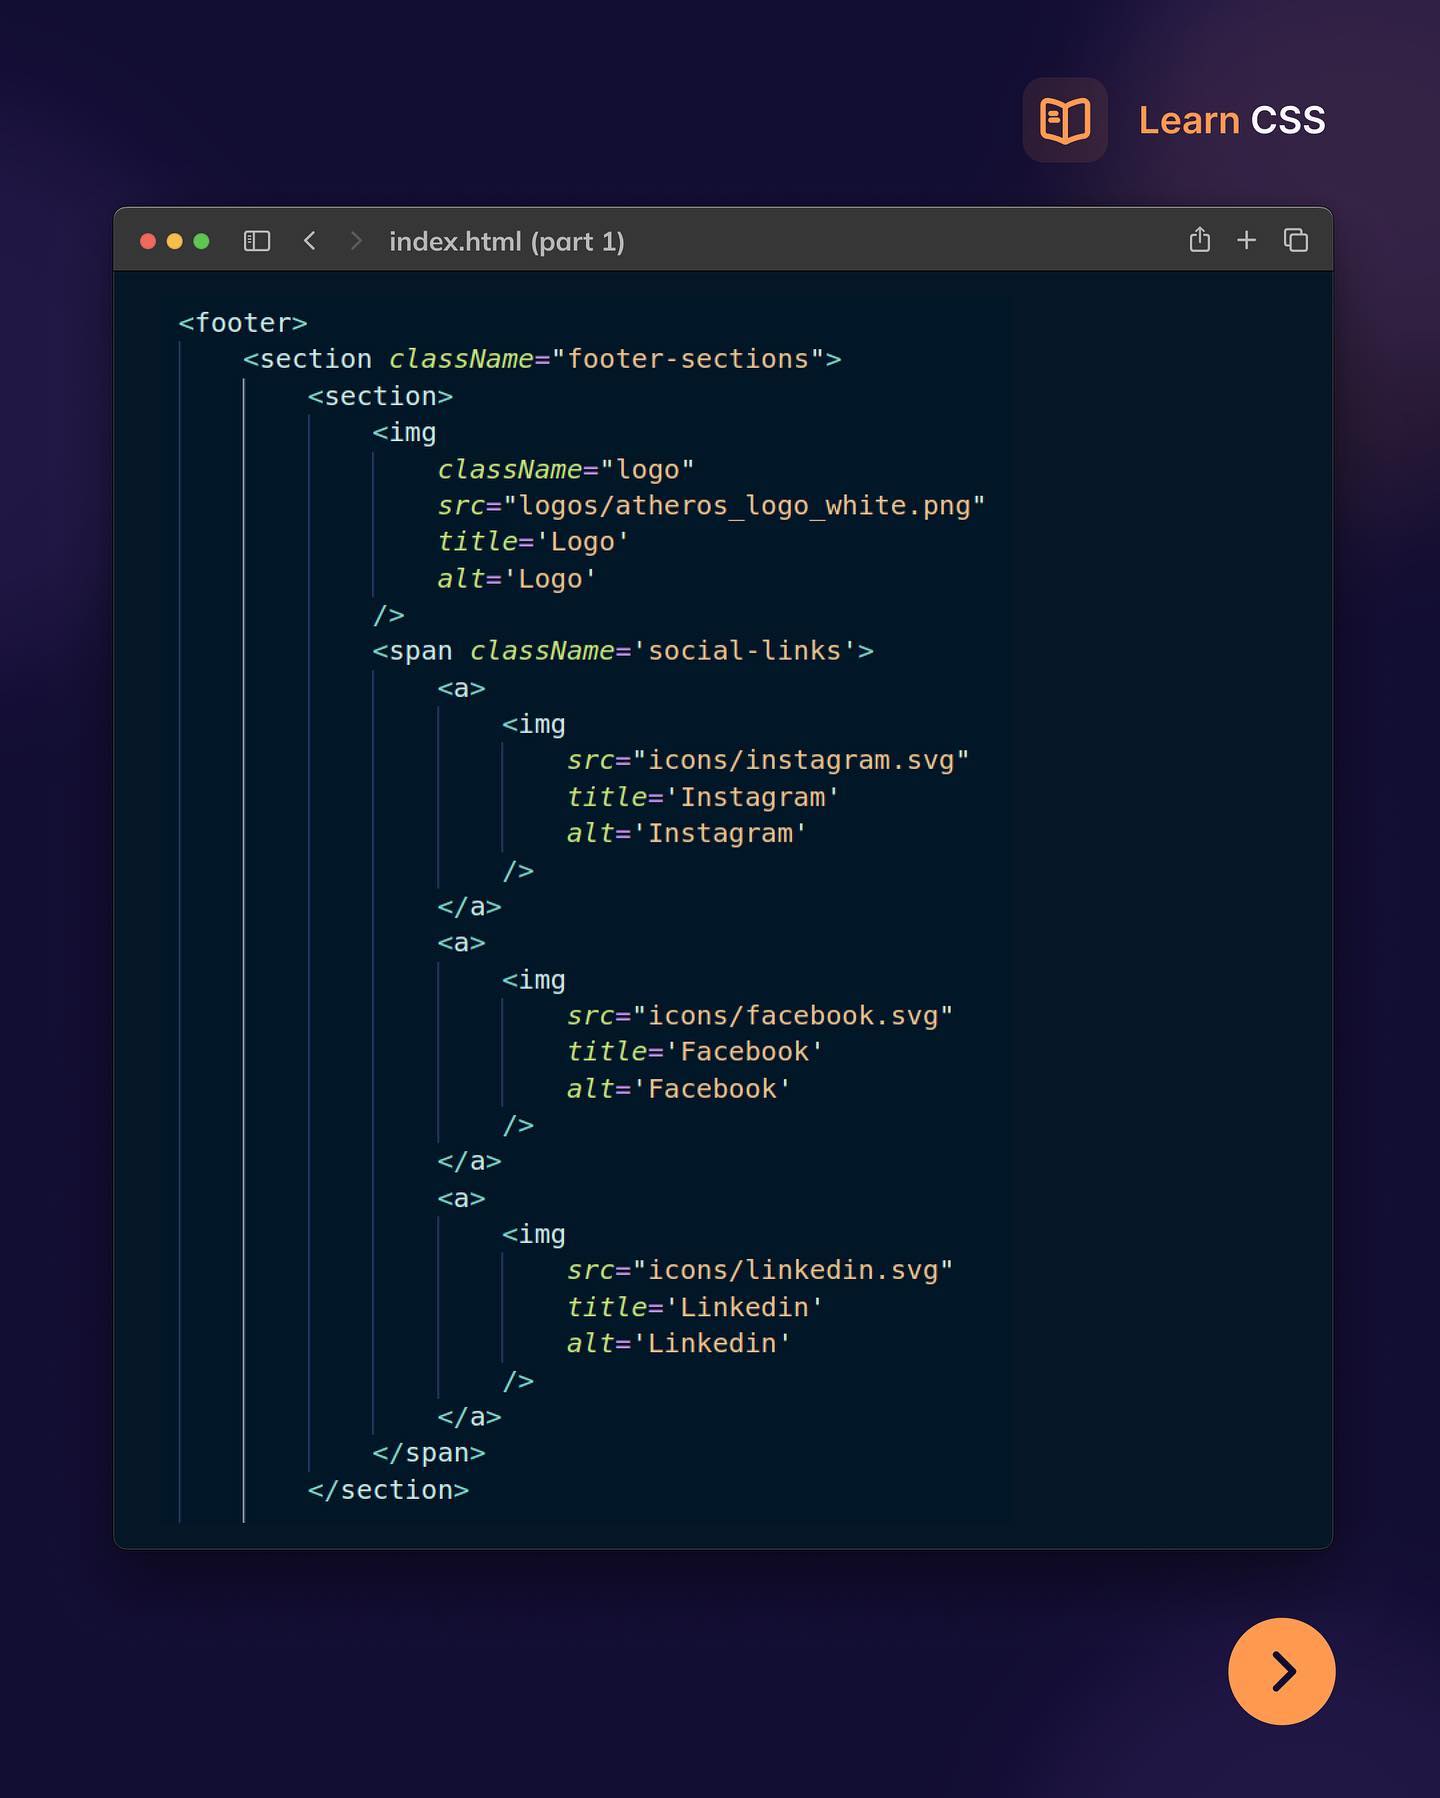 Learn CSS
index.html (part 1)
<footer>
<section className="footer-sections">
<section>
<img
className="logo"
src="logos/atheros_logo_white.png"
title='Logo'
alt='Logo'
/>
<span className='social-links'>
<a>
<img
src="icons/instagram.svg"
title='Instagram'
alt='Instagram'
/>
</a>
<a>
<img
src="icons/facebook.svg"
title='Facebook'
alt='Facebook'
/>
</a>
<a>
<img
src="icons/linkedin.svg"
title='Linkedin'
alt='Linkedin'
/>
</a>
</span>
</section>